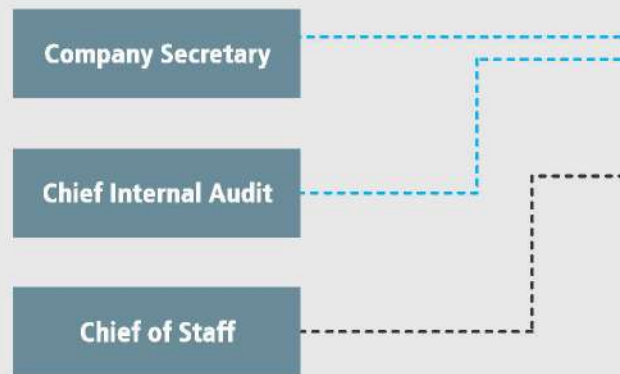 Company Secretary
Chief Internal Audit
Chief of Staff